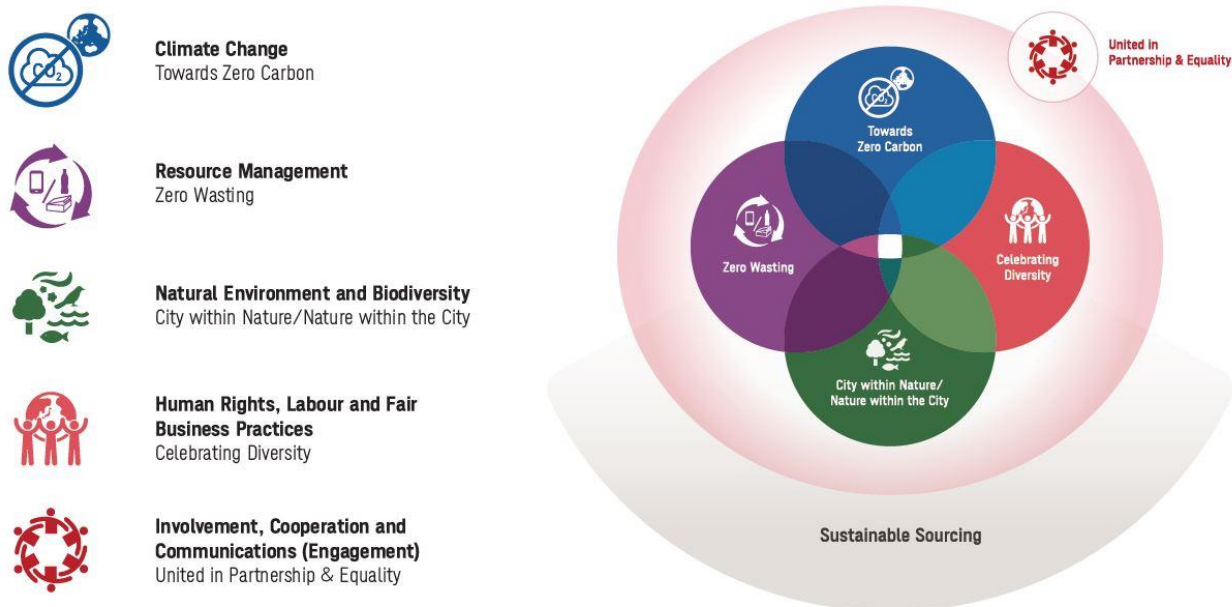 CO₂
Climate Change
Towards Zero Carbon
Resource Management
Zero Wasting
Natural Environment and Biodiversity
City within Nature/Nature within the City
Human Rights, Labour and Fair
Business Practices
Celebrating Diversity
Involvement, Cooperation and
Communications (Engagement)
United in Partnership & Equality
United in
Partnership & Equality
CO₂
Towards
Zero Carbon
Zero Wasting
Celebrating
Diversity
City within Nature/
Nature within the City
Sustainable Sourcing